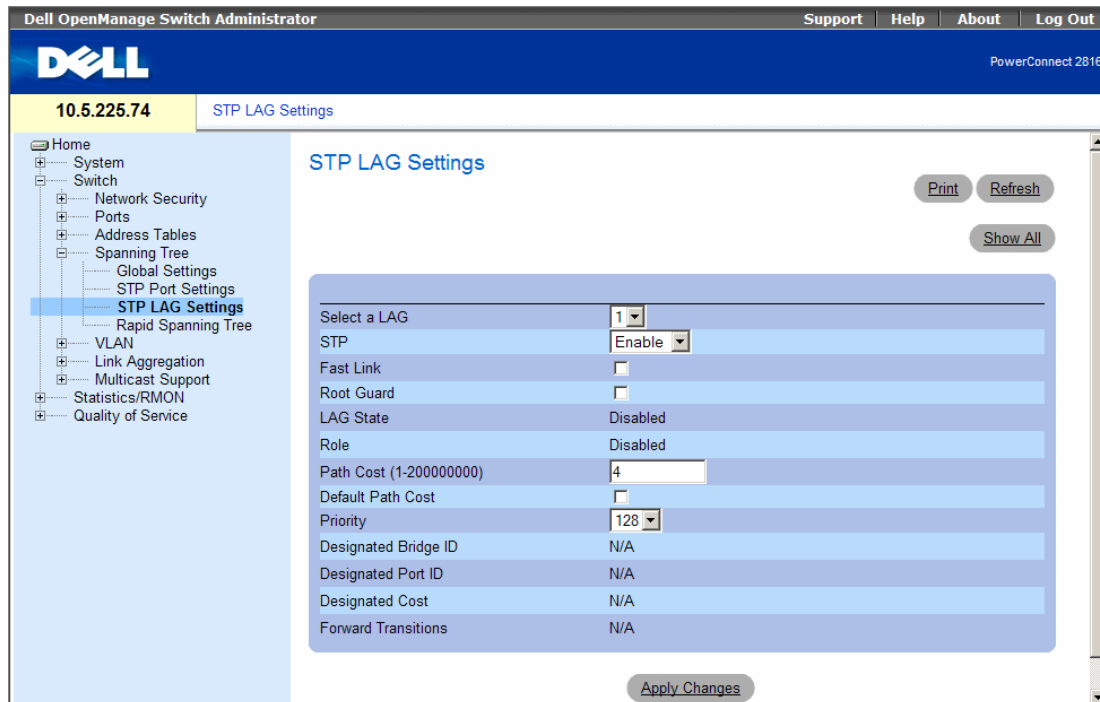 Dell OpenManage Switch Administrator Support Help About Log Out
DELL
PowerConnect 2816
10.5.225.74 STP LAG Settings
Home
System
Switch
Network Security
Ports
Address Tables
Spanning Tree
Global Settings
STP Port Settings
STP LAG Settings
Rapid Spanning Tree
VLAN
Link Aggregation
Multicast Support
Statistics/RMON
Quality of Service
STP LAG Settings
Print Refresh
Show All
Select a LAG 1
STP Enable
Fast Link
Root Guard
LAG State Disabled
Role Disabled
Path Cost (1-200000000) 4
Default Path Cost
Priority 128
Designated Bridge ID N/A
Designated Port ID N/A
Designated Cost N/A
Forward Transitions N/A
Apply Changes